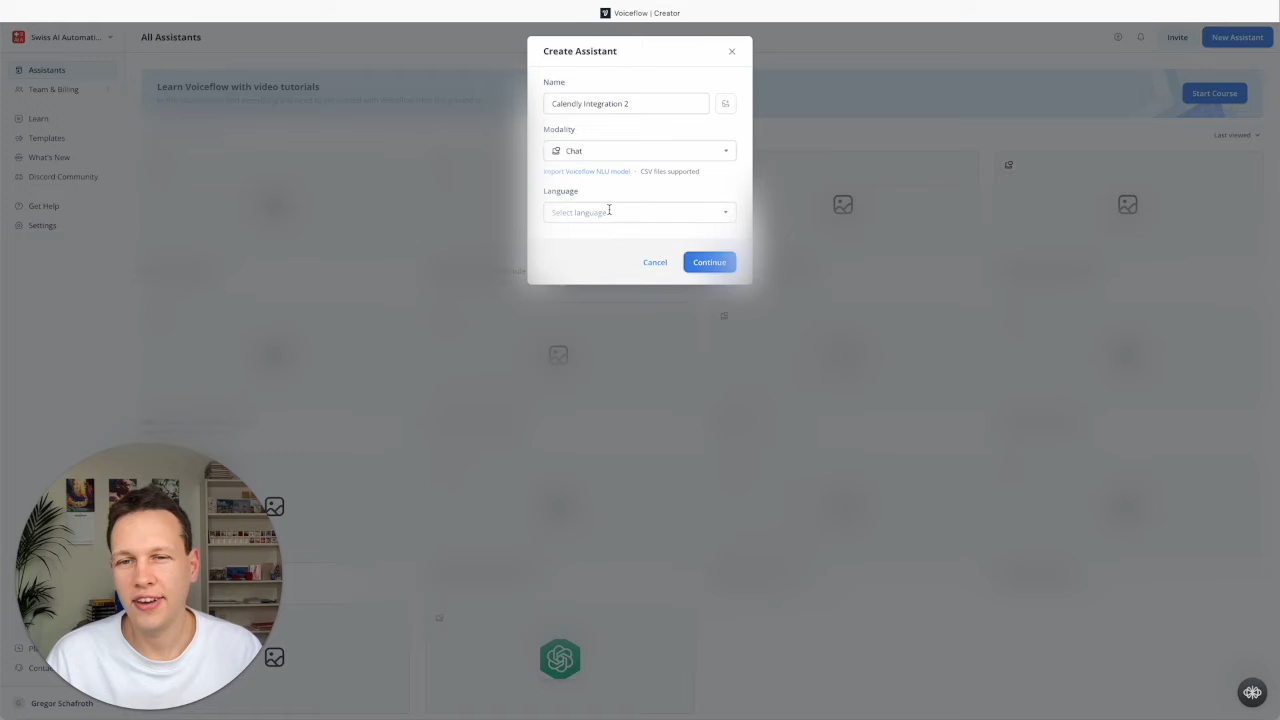 Voiceflow | Creator
Swiss AI Automati...
All Assistants
Invite
New Assistant
Create Assistant
Assistants
Team & Billing
Learn Voiceflow with video tutorials
Start Course
Name
Calendly Integration 2
Learn
Modality
Last viewed
Templates
Chat
What's New
Import Voiceflow NLU model
CSV files supported
Discord Community
Language
Get Help
Select language
Settings
Cancel
Continue
Gregor Schafroth